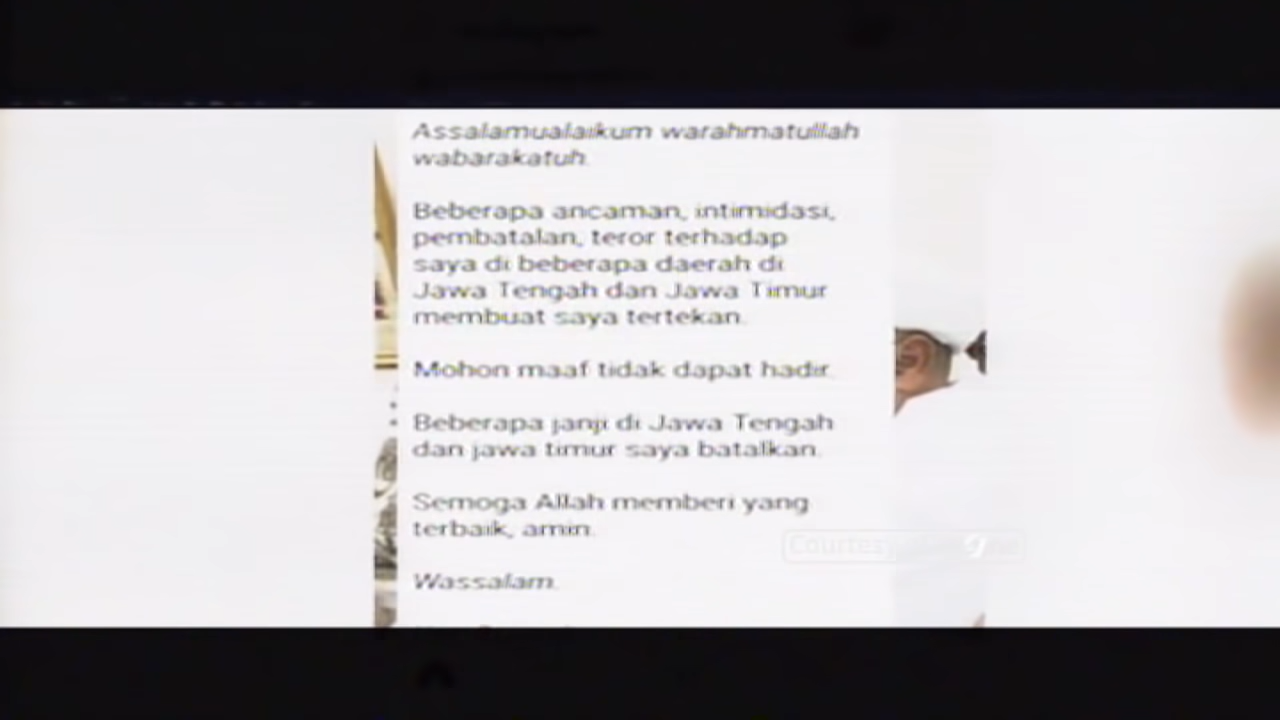 Assalamualaikum warahmatulllah
wabarakatuh.
Beberapa ancaman, intimidasi,
pembatalan, teror terhadap
saya di beberapa daerah di
Jawa Tengah dan Jawa Timur
membuat saya tertekan.
Mohon maaf tidak dapat hadir.
Beberapa janji di Jawa Tengah
dan jawa timur saya batalkan.
Semoga Allah memberi yang
terbaik, amin.
Wassalam.
Courtesy